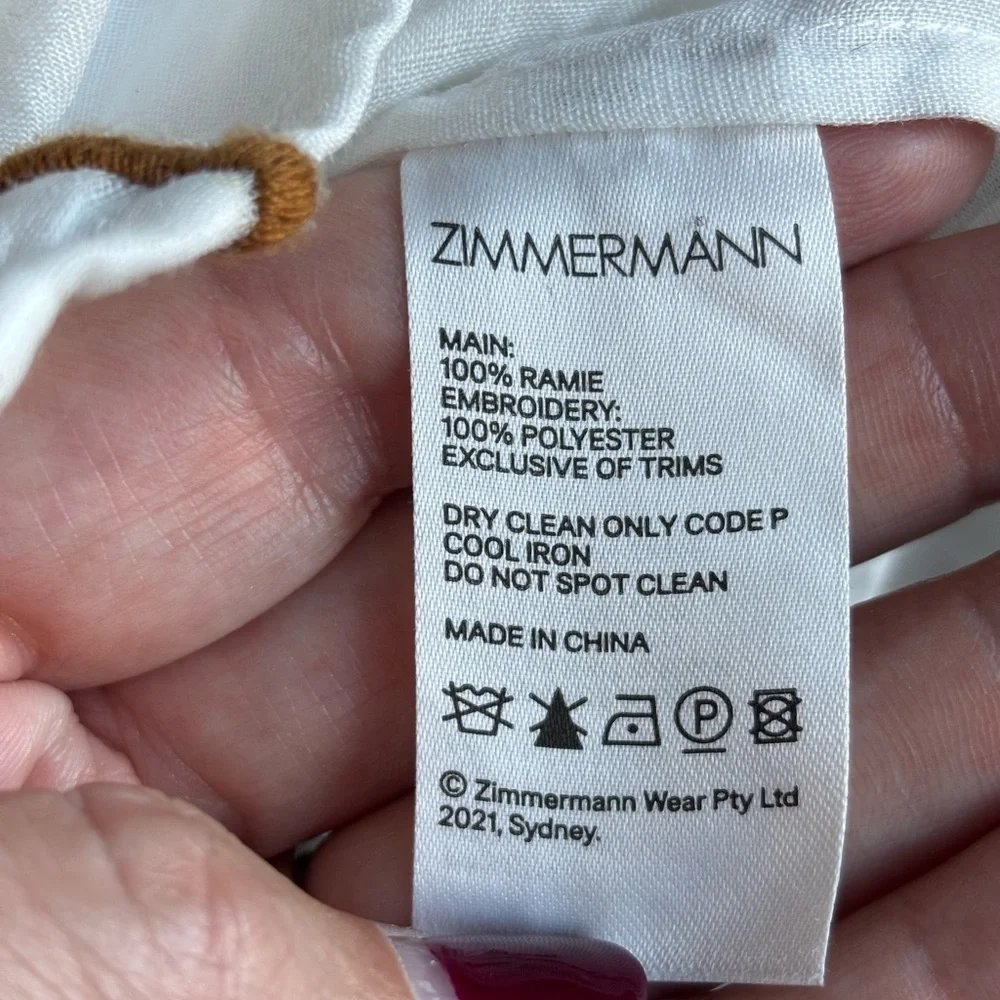 ZIMMERMANN®
MAIN:
100% RAMIE
EMBROIDERY:
100% POLYESTER
EXCLUSIVE OF TRIMS
DRY CLEAN ONLY CODE P
COOL IRON
DO NOT SPOT CLEAN
MADE IN CHINA
P
© Zimmermann Wear Pty Ltd
2021, Sydney.